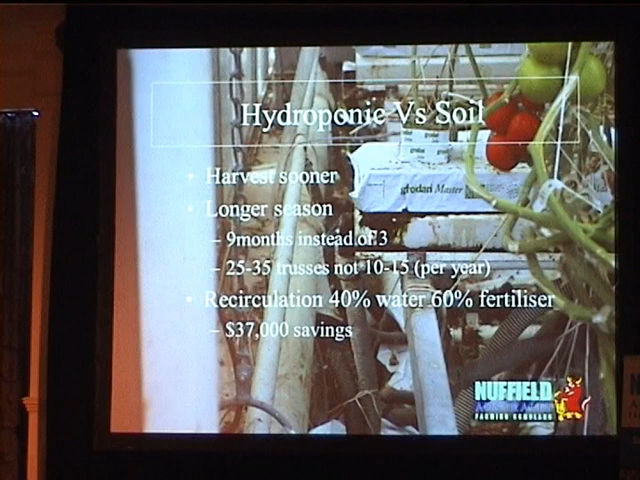 Hydroponic Vs Soil
• Harvest sooner
• Longer season
– 9months instead of 3
– 25-35 trusses not 10-15 (per year)
• Recirculation 40% water 60% fertiliser
– $37,000 savings
grodan Master
grodan
NUFFIELD
FARMING SCHOLARS